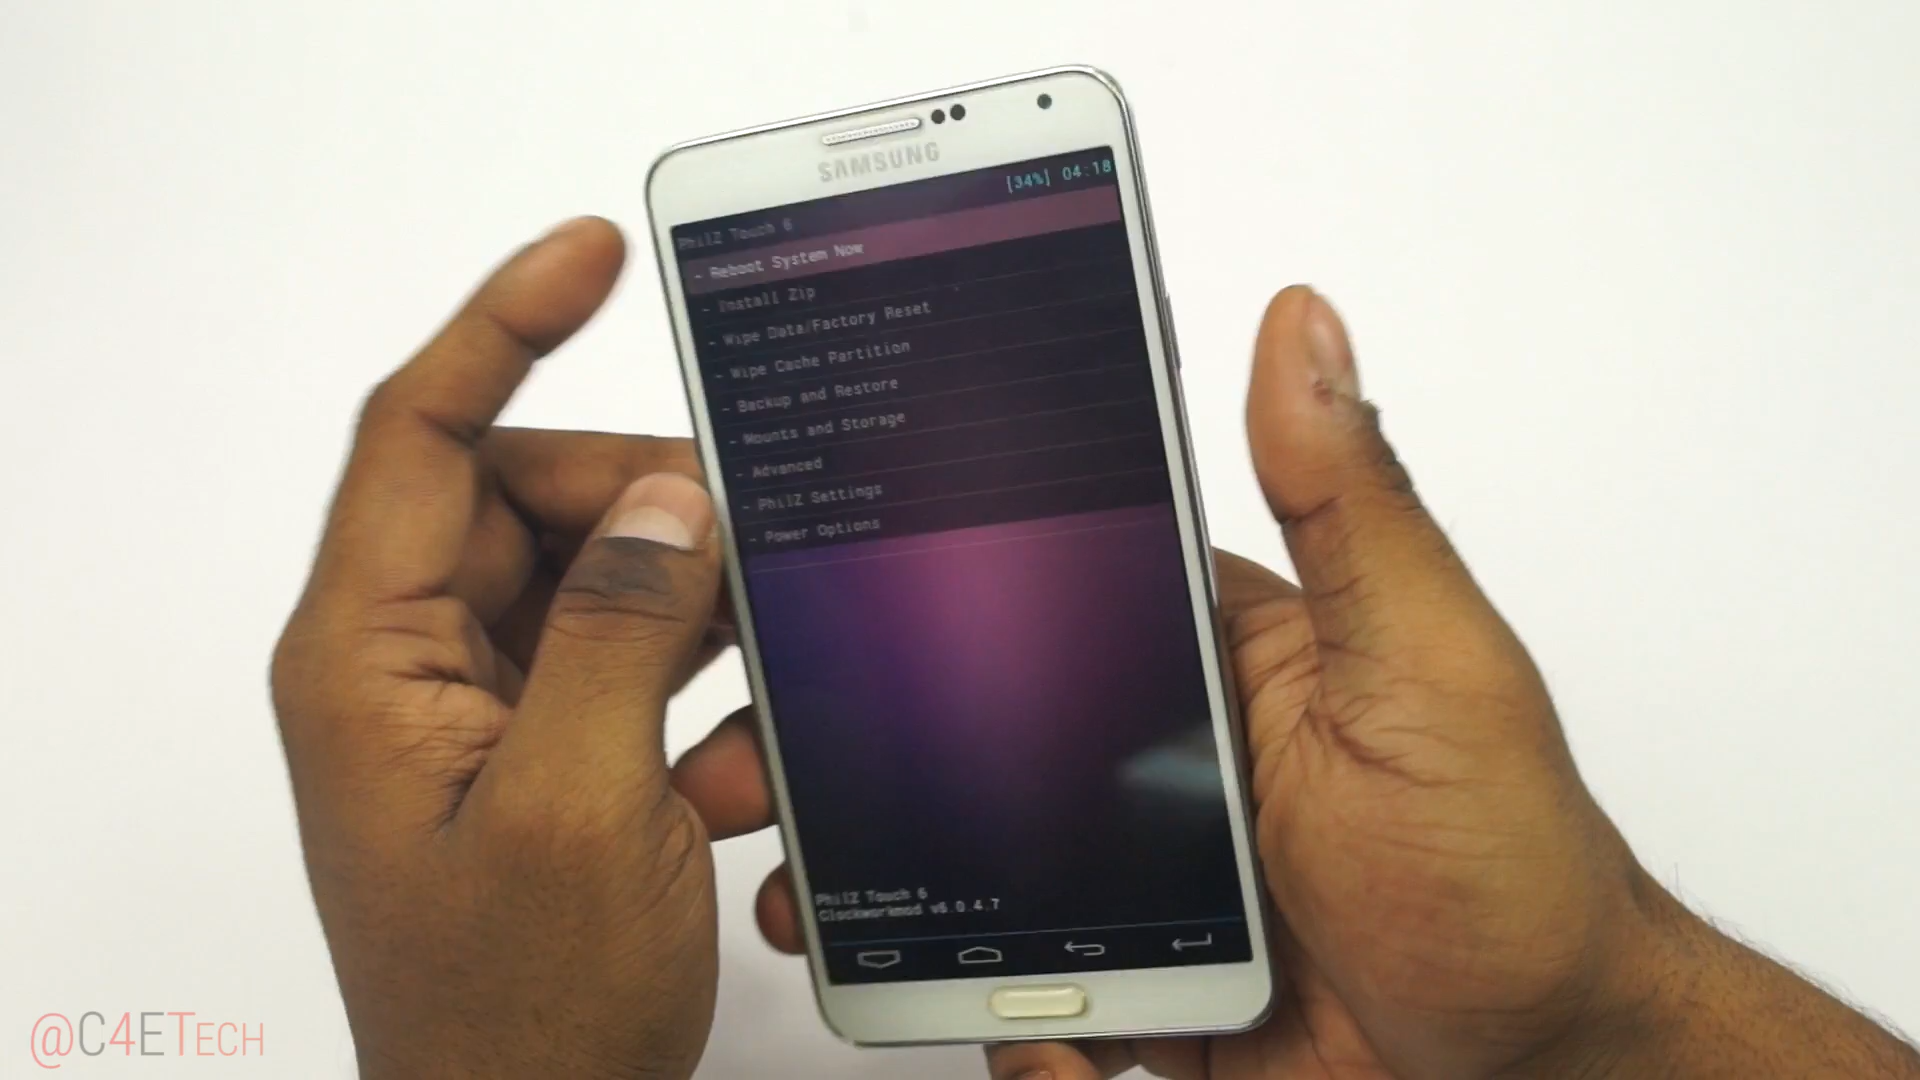 SAMSUNG
[34%] 04:18
PhilZ Touch 6
- Reboot System Now
- Install Zip
- Wipe Data/Factory Reset
- Wipe Cache Partition
- Backup and Restore
- Mounts and Storage
- Advanced
- PhilZ Settings
- Power Options
PhilZ Touch 6
Clockworkmod v6.0.4.7
@C4ETECH